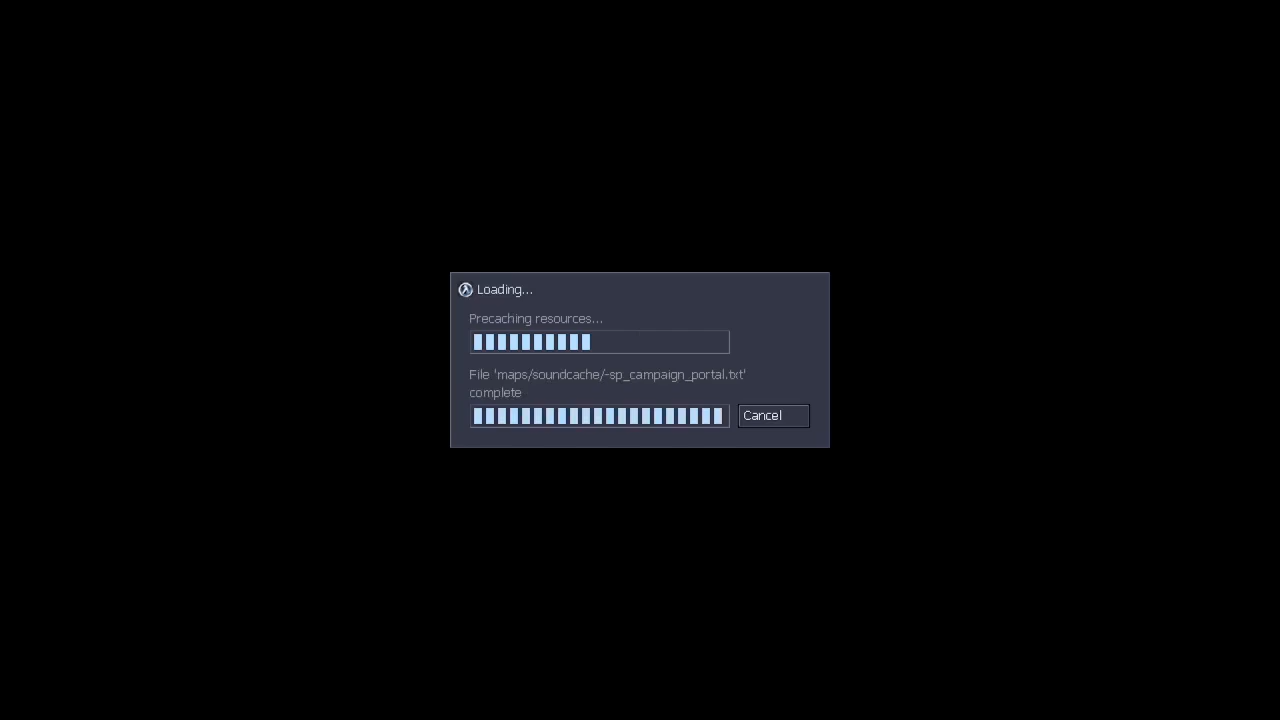 Loading...
Precaching resources...
File 'maps/soundcache/-sp_campaign_portal.txt'
complete
Cancel